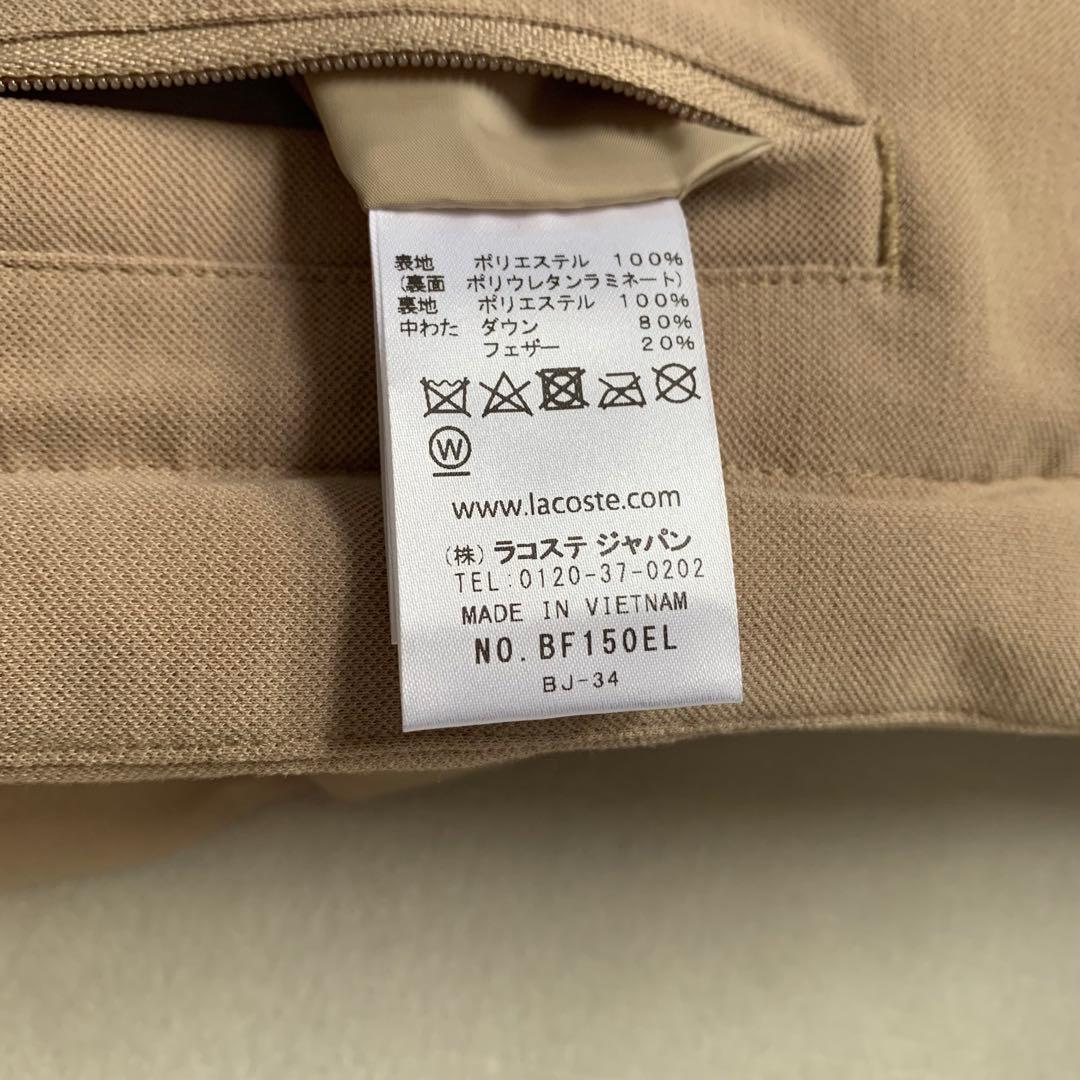 表地 ポリエステル 100%
(裏面 ポリウレタンラミネート)
裏地 ポリエステル 100%
中わた ダウン 80%
フェザー 20%
W
www.lacoste.com
(株) ラコステ ジャパン
TEL:0120-37-0202
MADE IN VIETNAM
NO. BF150EL
BJ-34